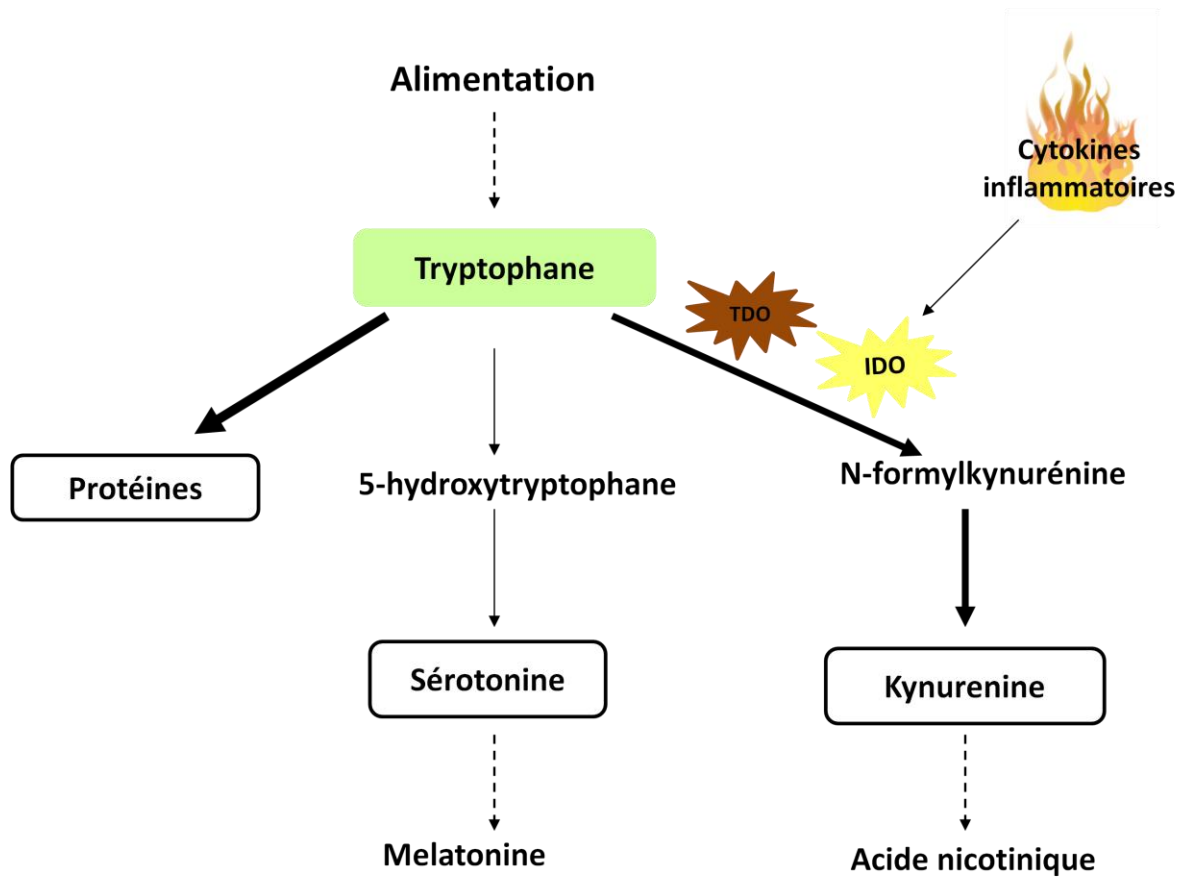 Alimentation
Cytokines
inflammatoires
Tryptophane
TDO
IDO
Protéines
5-hydroxytryptophane
N-formylkynurénine
Sérotonine
Kynurenine
Melatonine
Acide nicotinique